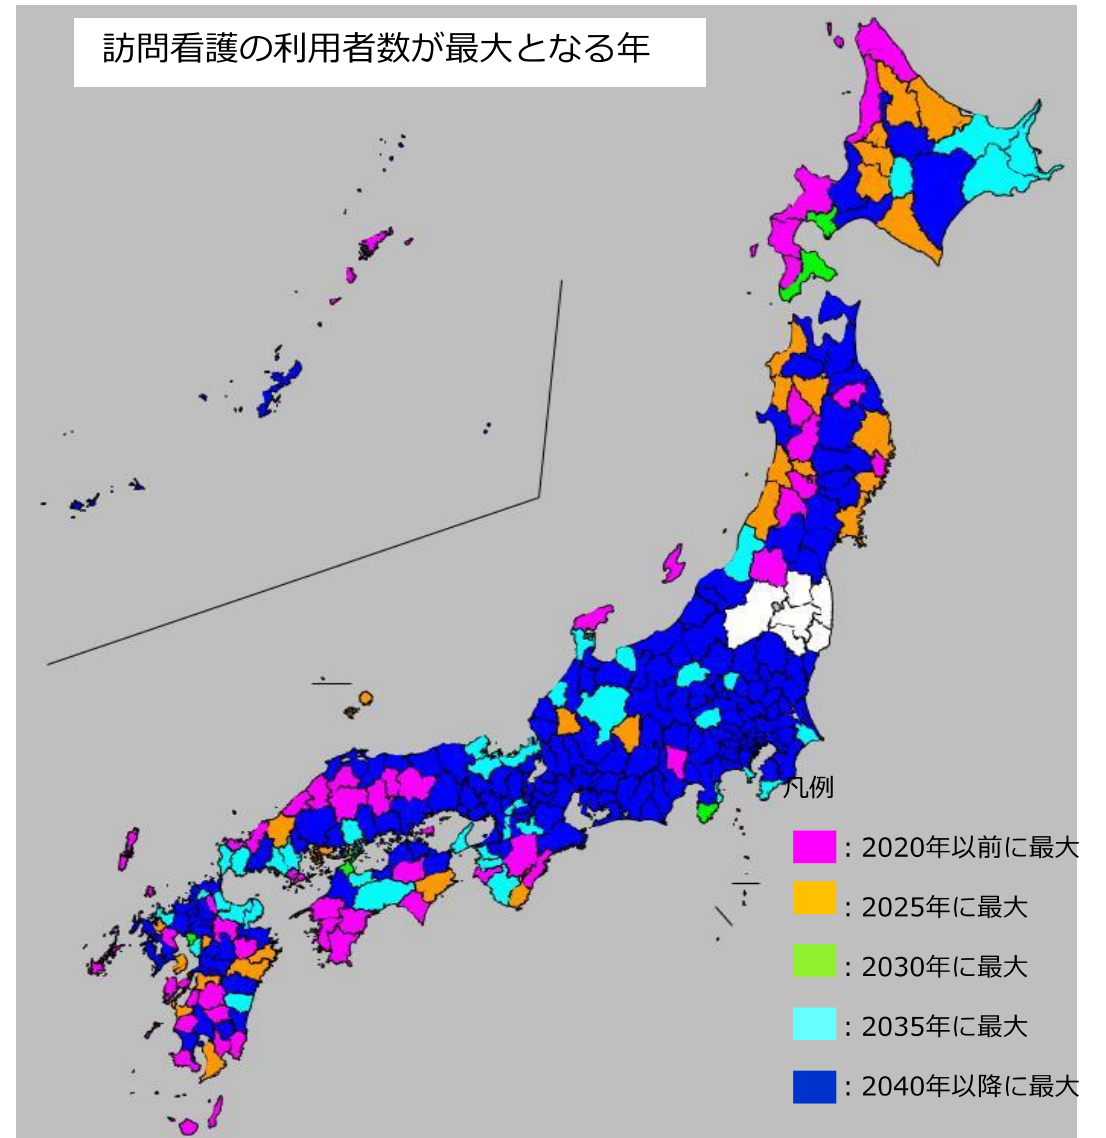 訪問看護の利用者数が最大となる年
凡例
：2020年以前に最大
：2025年に最大
：2030年に最大
：2035年に最大
：2040年以降に最大